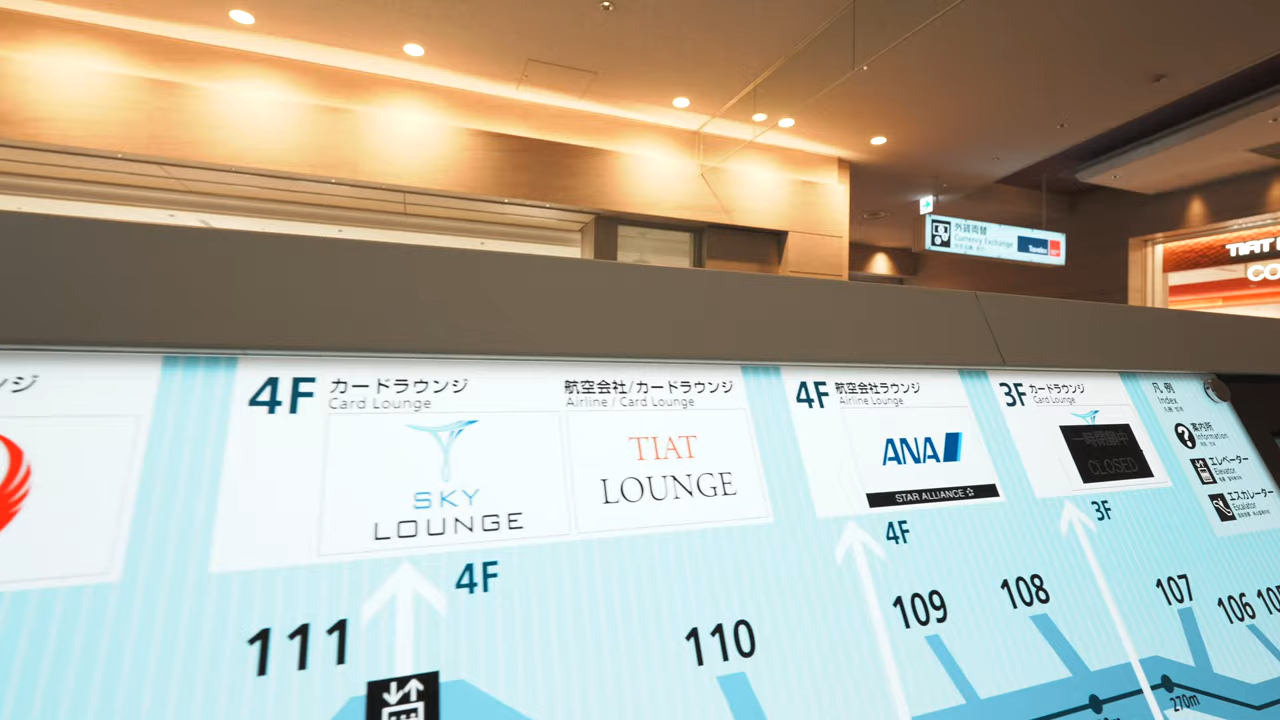 外貨両替
Currency Exchange
Travelex
TIAT
CO
ンジ
4F カードラウンジ
Card Lounge
航空会社/カードラウンジ
Airline / Card Lounge
SKY
LOUNGE
TIAT
LOUNGE
4F
4F 航空会社ラウンジ
Airline Lounge
ANA
STAR ALLIANCE
4F
3F カードラウンジ
Card Lounge
CLOSED
3F
凡例
Index
案内所
Information
エレベーター
Elevator
エスカレーター
Escalator
111
110
109
108
107
106
105
270m